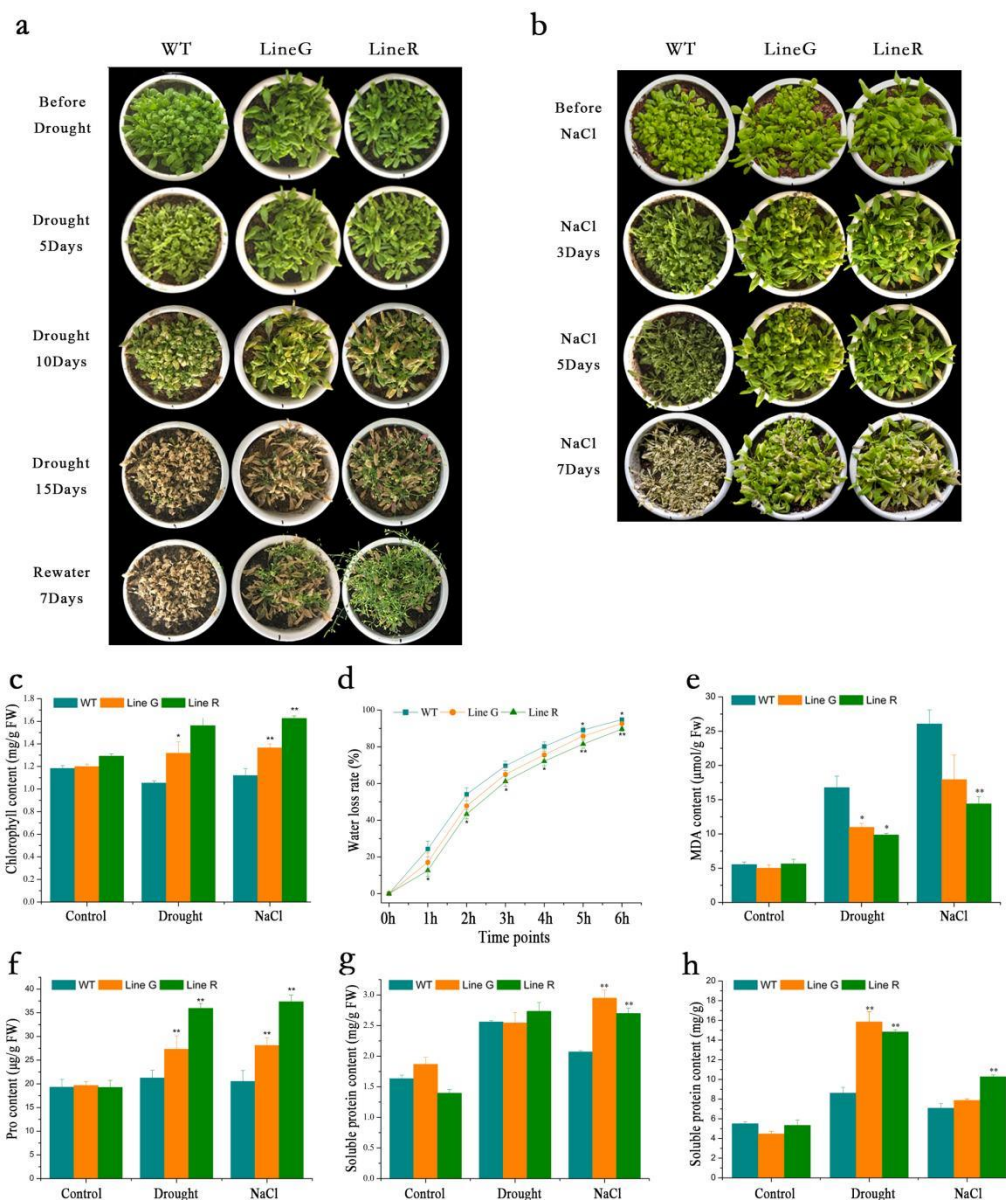 a
WT LineG LineR
Before
Drought
Drought
5Days
Drought
10Days
Drought
15Days
Rewater
7Days
b
WT LineG LineR
Before
NaCl
NaCl
3Days
NaCl
5Days
NaCl
7Days
c
WT Line G Line R
Chlorophyll content (mg/g FW)
1.8
1.6
1.4
1.2
1.0
0.8
0.6
0.4
0.2
0.0
* ** **
Control Drought NaCl
d
WT Line G Line R
Water loss rate (%)
100
80
60
40
20
0
* * * * * ** * **
0h 1h 2h 3h 4h 5h 6h
Time points
e
WT Line G Line R
MDA content (μmol/g Fw)
30
25
20
15
10
5
0
* * **
Control Drought NaCl
f
WT Line G Line R
Pro content (μg/g FW)
40
35
30
25
20
15
10
5
0
** ** ** **
Control Drought NaCl
g
WT Line G Line R
Soluble protein content (mg/g FW)
3.0
2.5
2.0
1.5
1.0
0.5
0.0
** **
Control Drought NaCl
h
WT Line G Line R
Soluble protein content (mg/g)
18
16
14
12
10
8
6
4
2
0
** ** **
Control Drought NaCl